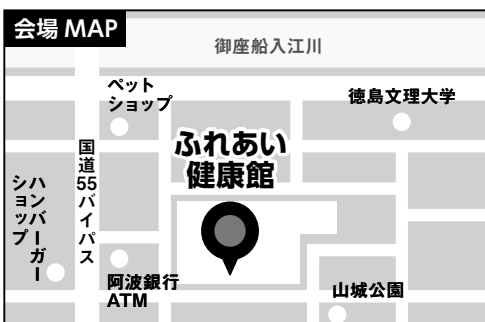 会場 MAP
御座船入江川
ペット
ショップ
徳島文理大学
ふれあい
健康館
国道55バイパス
ハンバーガー
ショップ
阿波銀行
ATM
山城公園